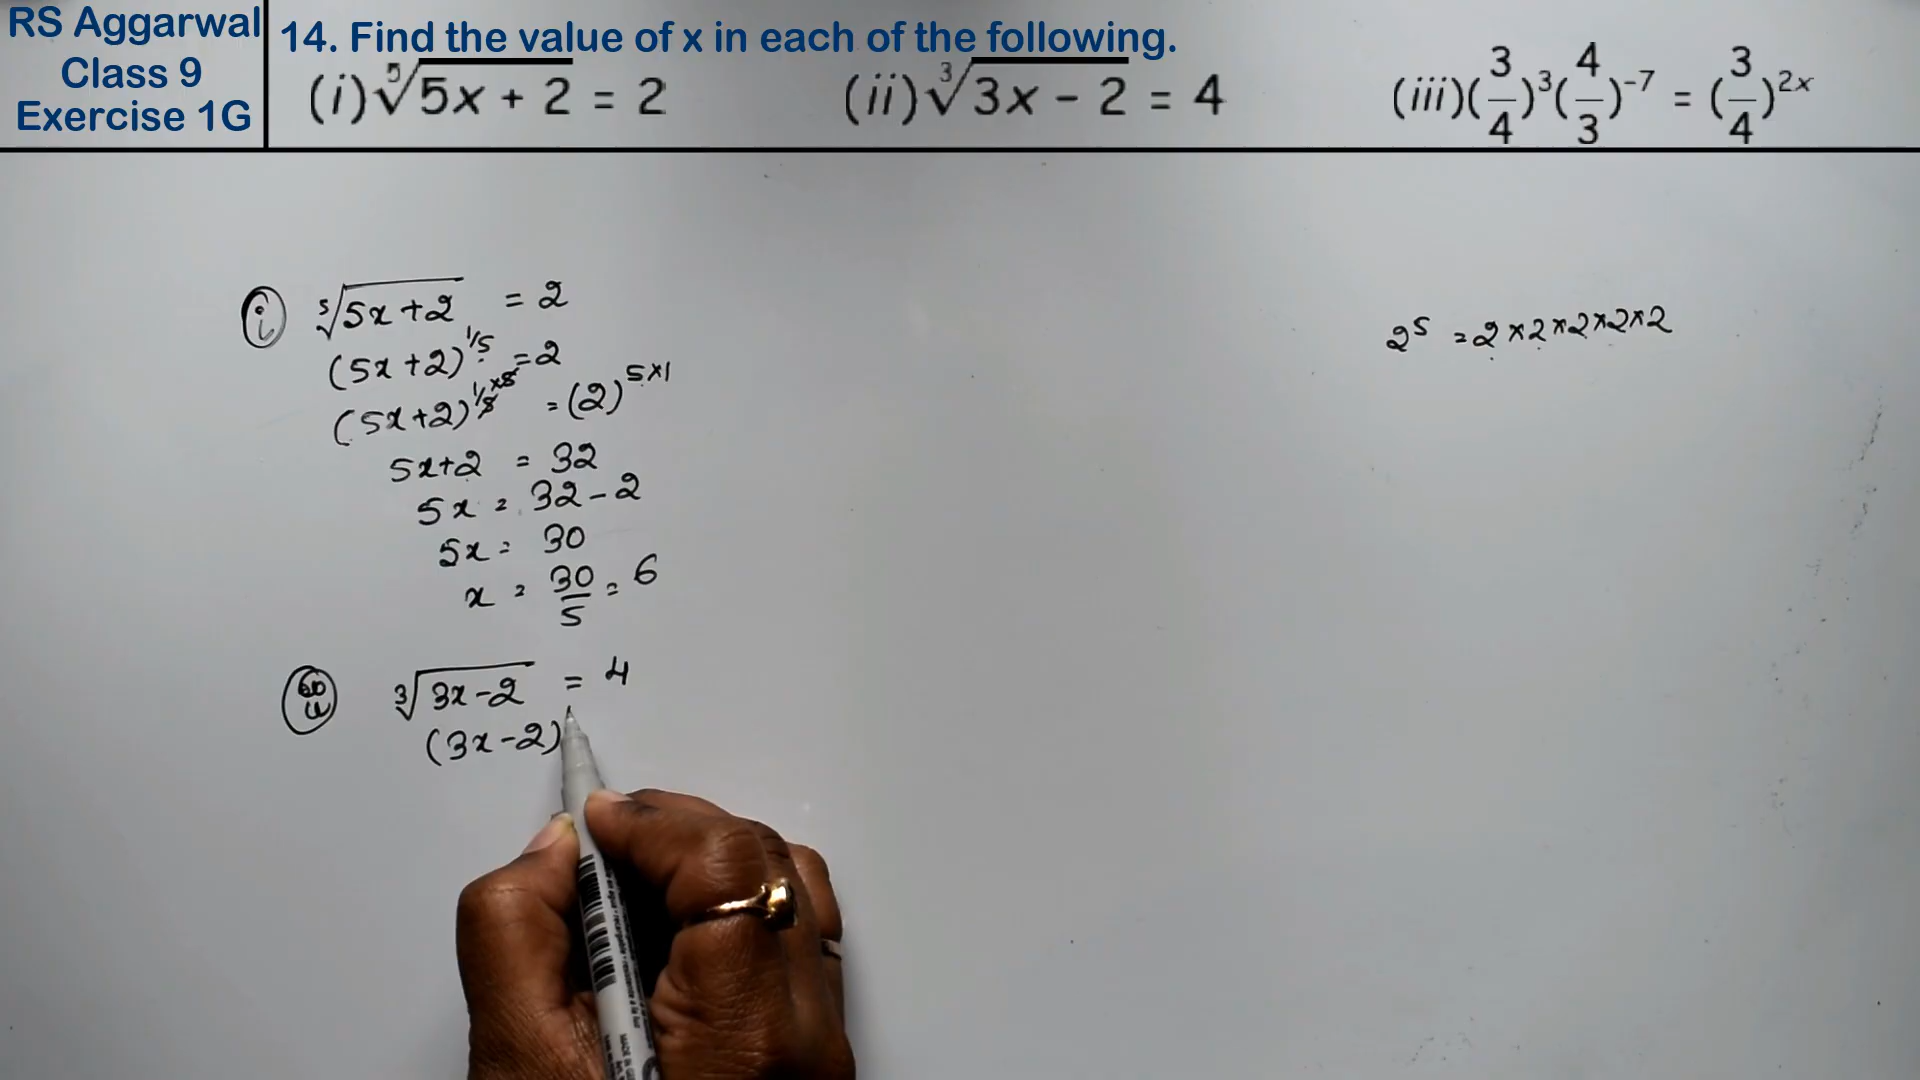 RS Aggarwal
Class 9
Exercise 1G
14. Find the value of x in each of the following.
(i) ⁵√(5x + 2) = 2
(ii) ³√(3x − 2) = 4
(iii) (3/4)³(4/3)⁻⁷ = (3/4)²ˣ
(i) ⁵√(5x+2) = 2
(5x+2)^1/5 = 2
(5x+2)^1/5×5 = (2)^5×1
5x+2 = 32
5x = 32-2
5x = 30
x = 30/5 = 6
ii ³√(3x-2) = 4
(3x-2)
2⁵ = 2×2×2×2×2